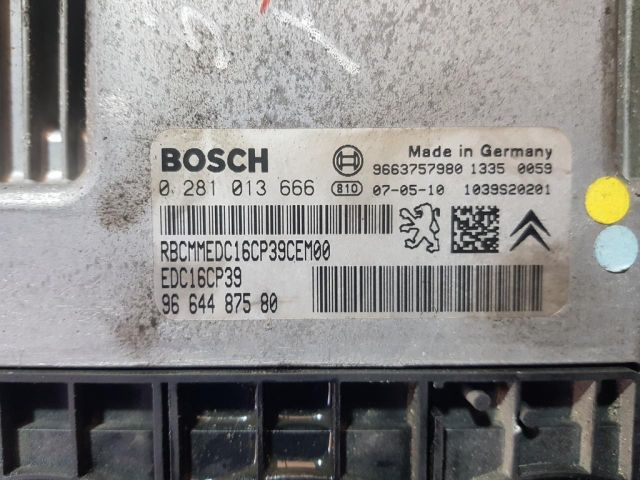 BOSCH
Made in Germany
9663757980 1335 0059
0 281 013 666 810 07-05-10 1039S20201
RBCMMEDC16CP39CEM00
EDC16CP39
96 644 875 80